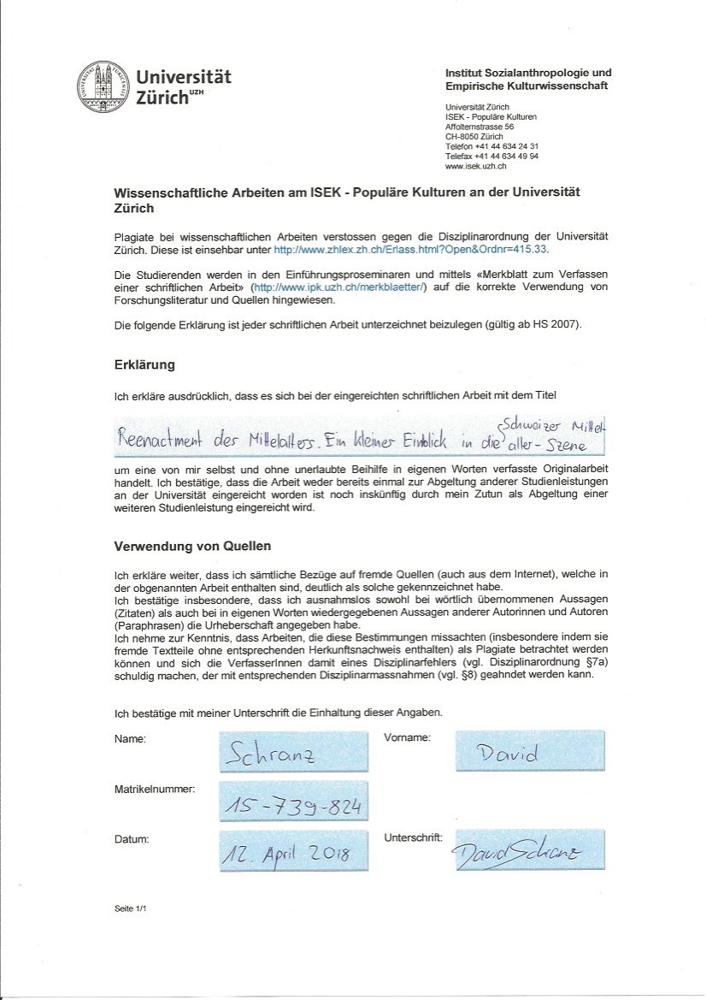 Universität
Zürich UZH
Institut Sozialanthropologie und
Empirische Kulturwissenschaft
Universität Zürich
ISEK - Populäre Kulturen
Affolternstrasse 56
CH-8050 Zürich
Telefon +41 44 634 24 31
Telefax +41 44 634 49 94
www.isek.uzh.ch
Wissenschaftliche Arbeiten am ISEK - Populäre Kulturen an der Universität
Zürich
Plagiate bei wissenschaftlichen Arbeiten verstossen gegen die Disziplinarordnung der Universität
Zürich. Diese ist einsehbar unter http://www.zhlex.zh.ch/Erlass.html?Open&Ordnr=415.33.
Die Studierenden werden in den Einführungsproseminaren und mittels «Merkblatt zum Verfassen
einer schriftlichen Arbeit» (http://www.ipk.uzh.ch/merkblaetter/) auf die korrekte Verwendung von
Forschungsliteratur und Quellen hingewiesen.
Die folgende Erklärung ist jeder schriftlichen Arbeit unterzeichnet beizulegen (gültig ab HS 2007).
Erklärung
Ich erkläre ausdrücklich, dass es sich bei der eingereichten schriftlichen Arbeit mit dem Titel
Schweizer Mittel-
Reenactment des Mittelalters. Ein kleiner Einblick in die alter-Szene
um eine von mir selbst und ohne unerlaubte Beihilfe in eigenen Worten verfasste Originalarbeit
handelt. Ich bestätige, dass die Arbeit weder bereits einmal zur Abgeltung anderer Studienleistungen
an der Universität eingereicht worden ist noch inskünftig durch mein Zutun als Abgeltung einer
weiteren Studienleistung eingereicht wird.
Verwendung von Quellen
Ich erkläre weiter, dass ich sämtliche Bezüge auf fremde Quellen (auch aus dem Internet), welche in
der obgenannten Arbeit enthalten sind, deutlich als solche gekennzeichnet habe.
Ich bestätige insbesondere, dass ich ausnahmslos sowohl bei wörtlich übernommenen Aussagen
(Zitaten) als auch bei in eigenen Worten wiedergegebenen Aussagen anderer Autorinnen und Autoren
(Paraphrasen) die Urheberschaft angegeben habe.
Ich nehme zur Kenntnis, dass Arbeiten, die diese Bestimmungen missachten (insbesondere indem sie
fremde Textteile ohne entsprechenden Herkunftsnachweis enthalten) als Plagiate betrachtet werden
können und sich die VerfasserInnen damit eines Disziplinarfehlers (vgl. Disziplinarordnung §7a)
schuldig machen, der mit entsprechenden Disziplinarmassnahmen (vgl. §8) geahndet werden kann.
Ich bestätige mit meiner Unterschrift die Einhaltung dieser Angaben.
Name: Schranz Vorname: David
Matrikelnummer: 15-739-824
Datum: 12. April 2018 Unterschrift: David Schranz
Seite 1/1